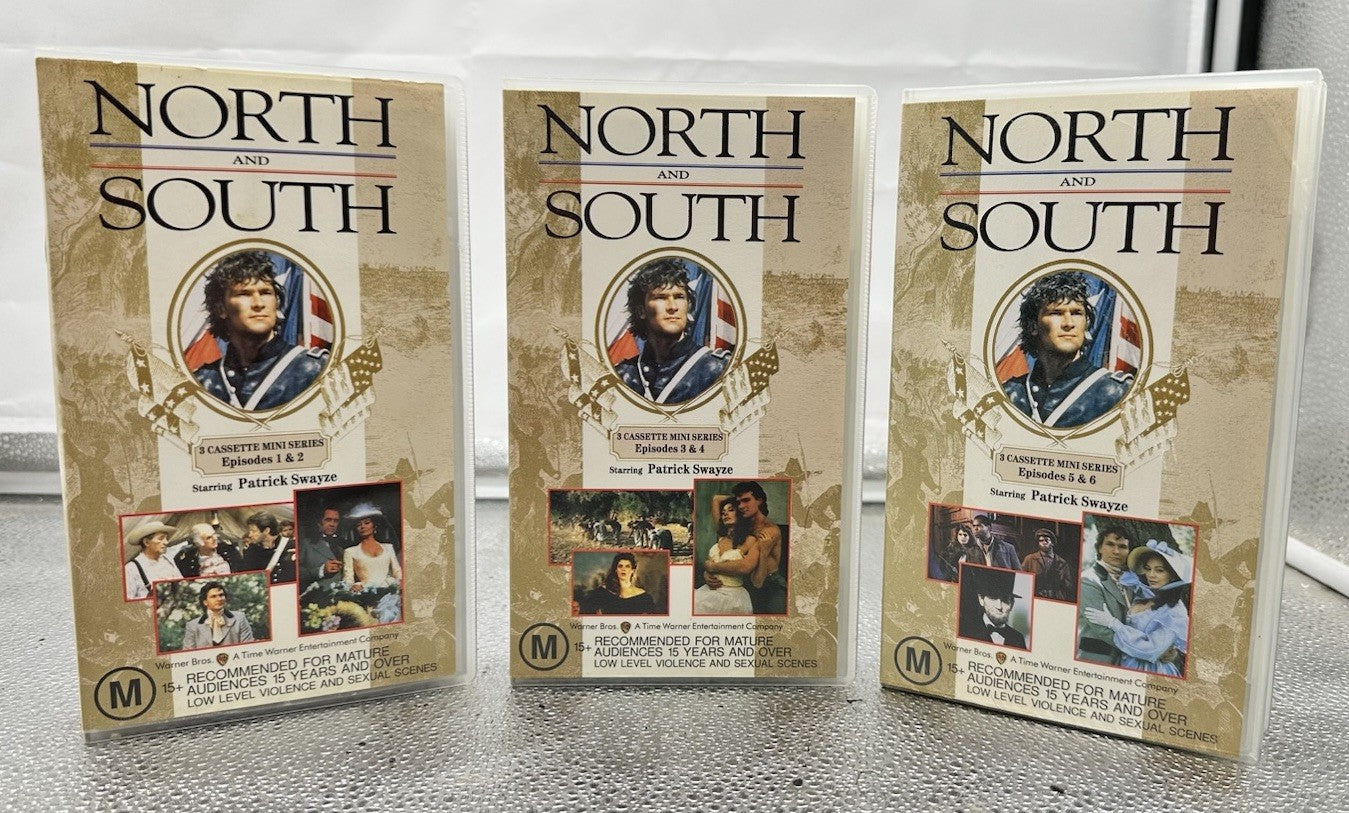 NORTH
AND
SOUTH
3 CASSETTE MINI SERIES
Episodes 1 & 2
Starring Patrick Swayze
Warner Bros. A Time Warner Entertainment Company
M 15+ RECOMMENDED FOR MATURE
AUDIENCES 15 YEARS AND OVER
LOW LEVEL VIOLENCE AND SEXUAL SCENES
NORTH
AND
SOUTH
3 CASSETTE MINI SERIES
Episodes 3 & 4
Starring Patrick Swayze
Warner Bros. A Time Warner Entertainment Company
M 15+ RECOMMENDED FOR MATURE
AUDIENCES 15 YEARS AND OVER
LOW LEVEL VIOLENCE AND SEXUAL SCENES
NORTH
AND
SOUTH
3 CASSETTE MINI SERIES
Episodes 5 & 6
Starring Patrick Swayze
Warner Bros. A Time Warner Entertainment Company
M 15+ RECOMMENDED FOR MATURE
AUDIENCES 15 YEARS AND OVER
LOW LEVEL VIOLENCE AND SEXUAL SCENES